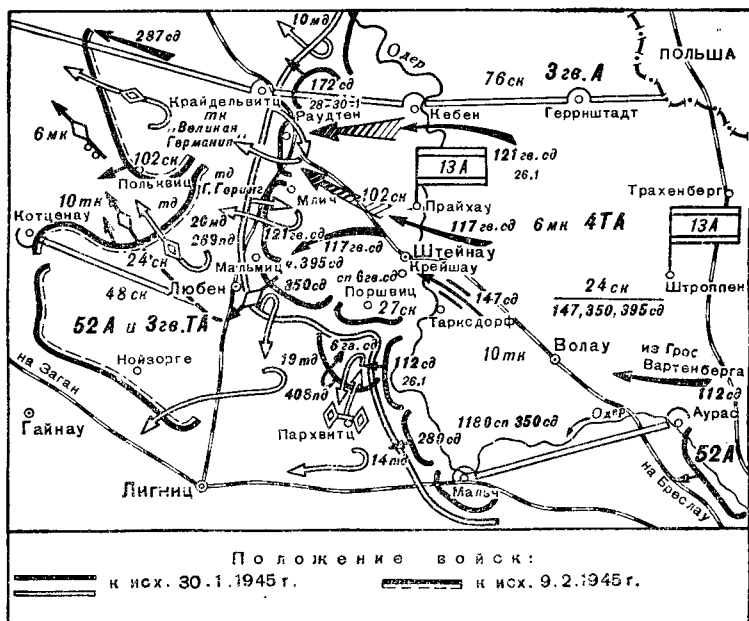 10 мд
Одер
287 сд
ПОЛЬША
76 ск
3 гв. А
172 сд
28-30-1
Крайдельвитц
Раудтен
Кебен
Геррнштадт
тк
„Великая
Германия"
6 мк
121 гв. сд
26.1
13 А
102 ск
Польквиц
тд
„Г. Геринг"
Млич
102 ск
Прайхау
Трахенберг
13 А
10 тк
тд
20 мд
Котценау
269 пд
121 гв. сд
117 гв. сд
117 гв. сд
6 мк
4 ТА
24 ск
Мальмиц
ч. 395 сд
Штейнау
сп 6 гв. сд
Крейшау
Штроппен
48 ск
Любен
350 сд
Поршвиц
24 ск
147, 350, 395 сд
52 А и 3 гв. ТА
27 ск
147 сд
Тарксдорф
Нойзорге
19 тд
6 гв. сд
112 сд
26.1
10 тк
Волау
из Грос
Вартенберга
на Заган
408 пд
112 сд
Гайнау
Пархвитц
1180 сп 350 сд
Одер
Аурас
289 сд
52 А
14 тд
Лигниц
Мальч
на Бреслау
Положение войск:
к исх. 30.1.1945 г.
к исх. 9.2.1945 г.